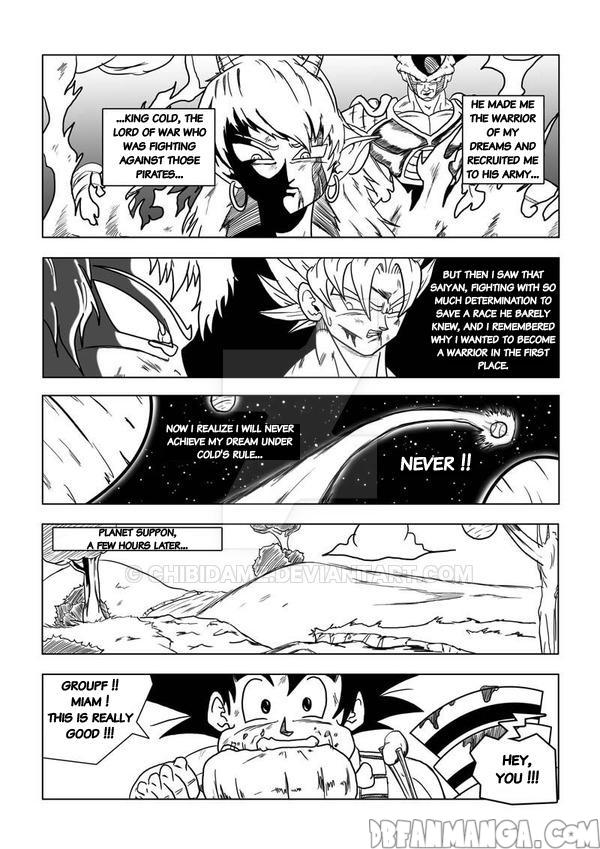 ...KING COLD, THE
LORD OF WAR WHO
WAS FIGHTING
AGAINST THOSE
PIRATES...
HE MADE ME
THE WARRIOR
OF MY
DREAMS AND
RECRUITED ME
TO HIS ARMY...
BUT THEN I SAW THAT
SAIYAN, FIGHTING WITH SO
MUCH DETERMINATION TO
SAVE A RACE HE BARELY
KNEW, AND I REMEMBERED
WHY I WANTED TO BECOME
A WARRIOR IN THE FIRST
PLACE.
NOW I REALIZE I WILL NEVER
ACHIEVE MY DREAM UNDER
COLD'S RULE...
NEVER !!
PLANET SUPPON,
A FEW HOURS LATER...
© CHIBIDAMZ.DEVIANTART.COM
GROUPF !!
MIAM !
THIS IS REALLY
GOOD !!!
HEY,
YOU !!!
DBFANMANGA.COM